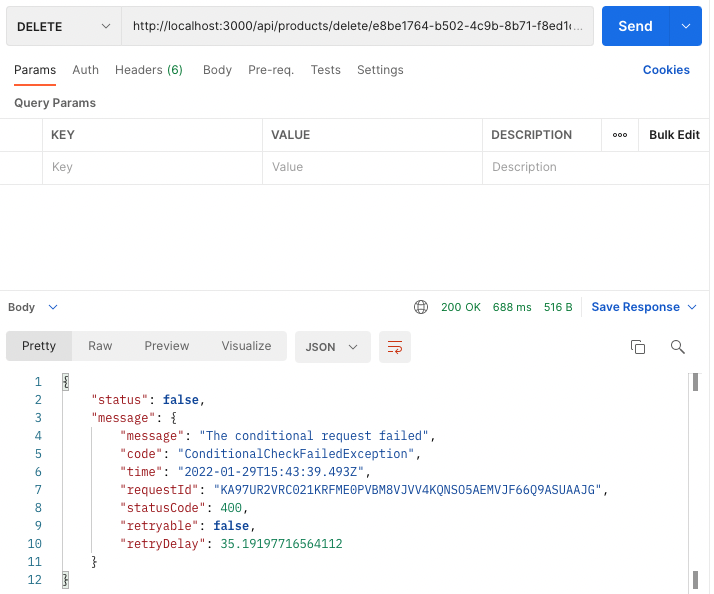 DELETE http://localhost:3000/api/products/delete/e8be1764-b502-4c9b-8b71-f8ed1c... Send
Params Auth Headers (6) Body Pre-req. Tests Settings Cookies
Query Params
KEY VALUE DESCRIPTION ooo Bulk Edit
Key Value Description
Body 200 OK 688 ms 516 B Save Response
Pretty Raw Preview Visualize JSON
1 {
2 "status": false,
3 "message": {
4 "message": "The conditional request failed",
5 "code": "ConditionalCheckFailedException",
6 "time": "2022-01-29T15:43:39.493Z",
7 "requestId": "KA97UR2VRC021KRFME0PVBM8VJVV4KQNSO5AEMVJF66Q9ASUAAJG",
8 "statusCode": 400,
9 "retryable": false,
10 "retryDelay": 35.19197716564112
11 }
12 }